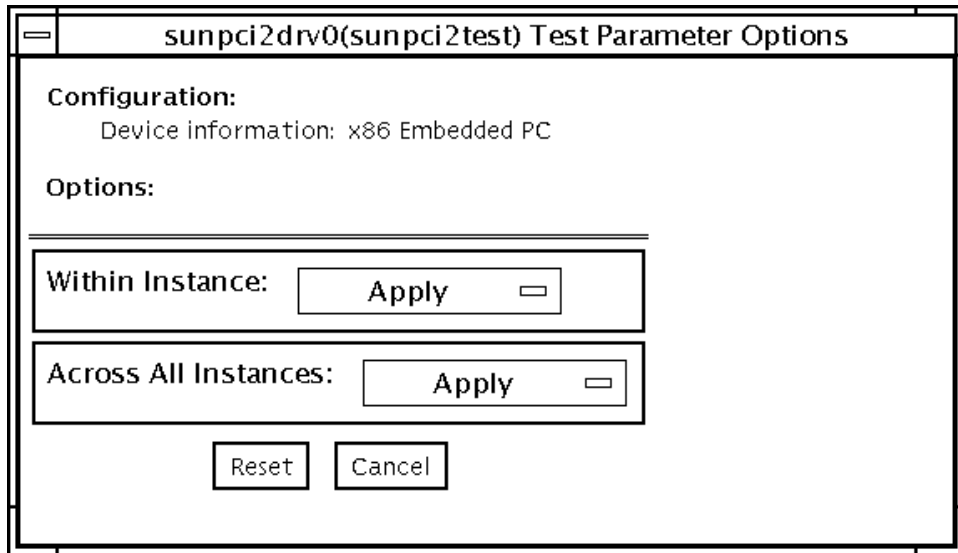 sunpci2drv0(sunpci2test) Test Parameter Options
Configuration:
Device information: x86 Embedded PC
Options:
Within Instance: Apply
Across All Instances: Apply
Reset Cancel